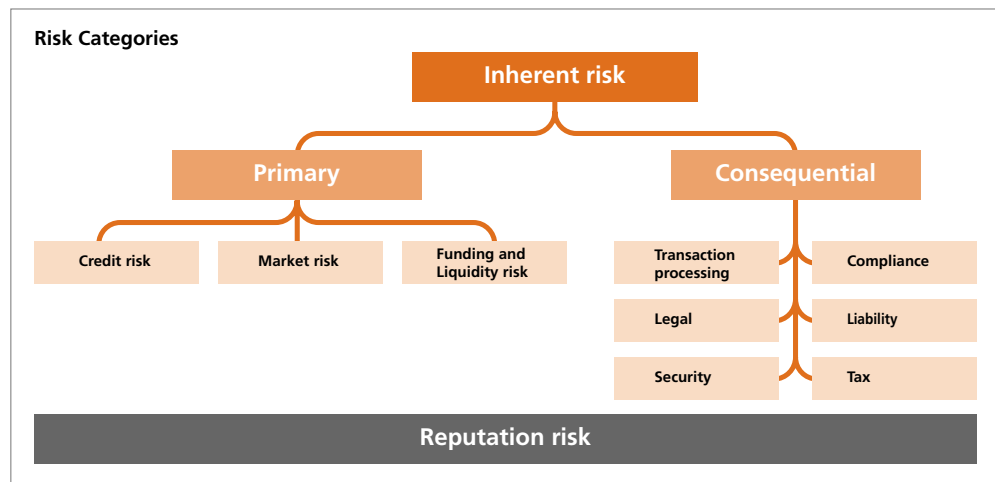 Risk Categories
Inherent risk
Primary
Consequential
Credit risk
Market risk
Funding and
Liquidity risk
Transaction
processing
Compliance
Legal
Liability
Security
Tax
Reputation risk